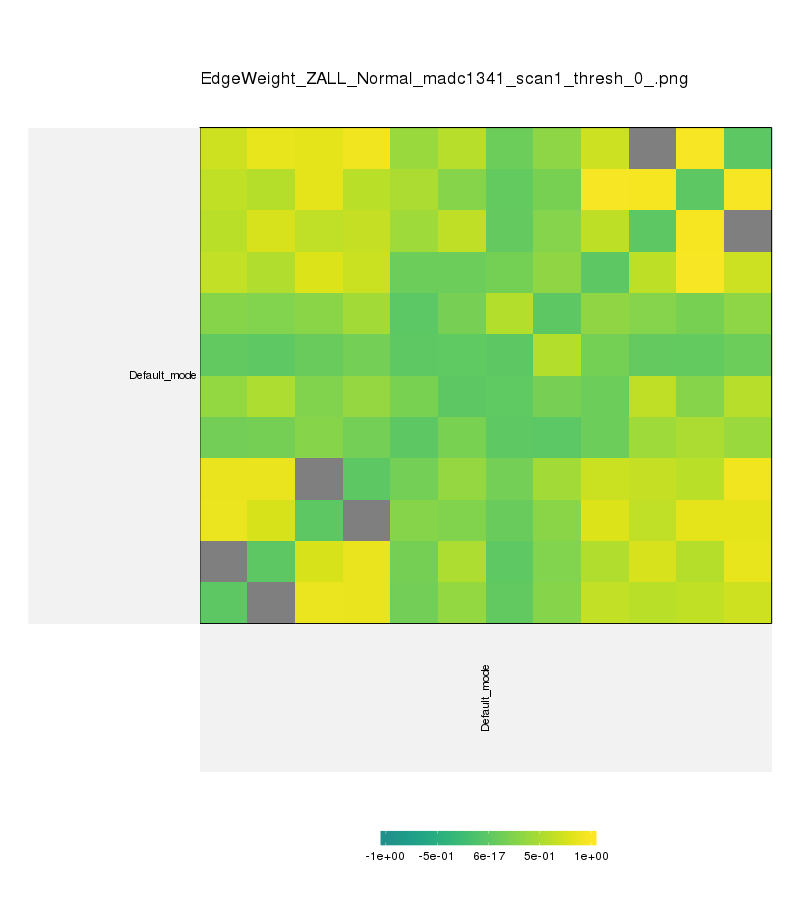 EdgeWeight_ZALL_Normal_madc1341_scan1_thresh_0_.png
Default_mode
Default_mode
-1e+00 -5e-01 6e-17 5e-01 1e+00